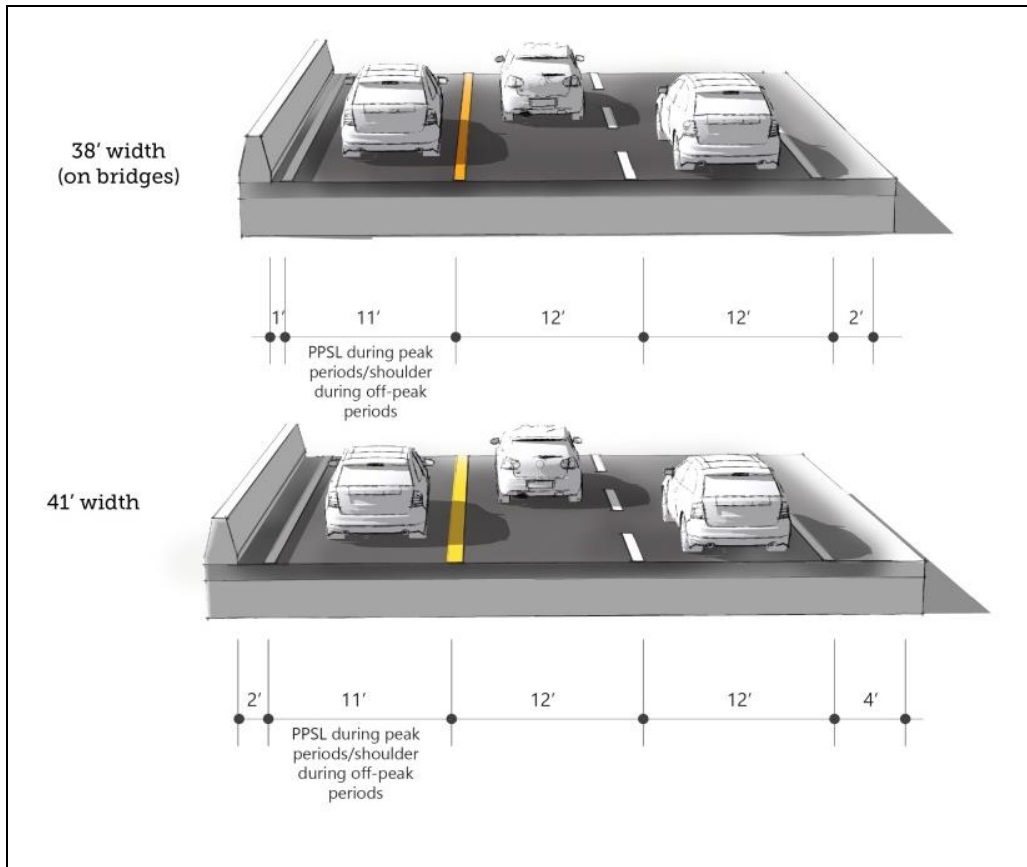 38′ width
(on bridges)
1′ 11′ 12′ 12′ 2′
PPSL during peak
periods/shoulder
during off-peak
periods
41′ width
2′ 11′ 12′ 12′ 4′
PPSL during peak
periods/shoulder
during off-peak
periods